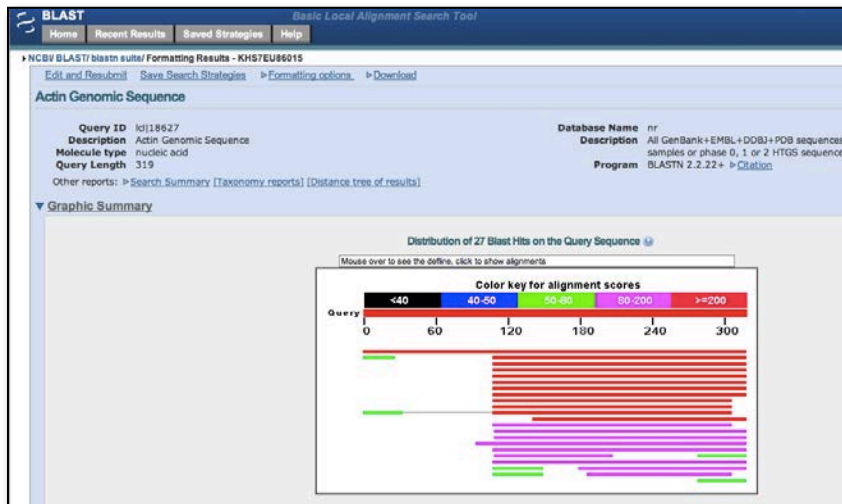 BLAST Basic Local Alignment Search Tool
Home Recent Results Saved Strategies Help
NCBI/ BLAST/ blastn suite/ Formatting Results - KHS7EU86015
Edit and Resubmit Save Search Strategies Formatting options Download
Actin Genomic Sequence
Query ID lcl|18627
Description Actin Genomic Sequence
Molecule type nucleic acid
Query Length 319
Database Name nr
Description All GenBank+EMBL+DDBJ+PDB sequences
samples or phase 0, 1 or 2 HTGS sequence
Program BLASTN 2.2.22+ Citation
Other reports: Search Summary [Taxonomy reports] [Distance tree of results]
Graphic Summary
Distribution of 27 Blast Hits on the Query Sequence
Mouse over to see the define, click to show alignments
Color key for alignment scores
<40 40-50 50-80 80-200 >=200
Query
0 60 120 180 240 300